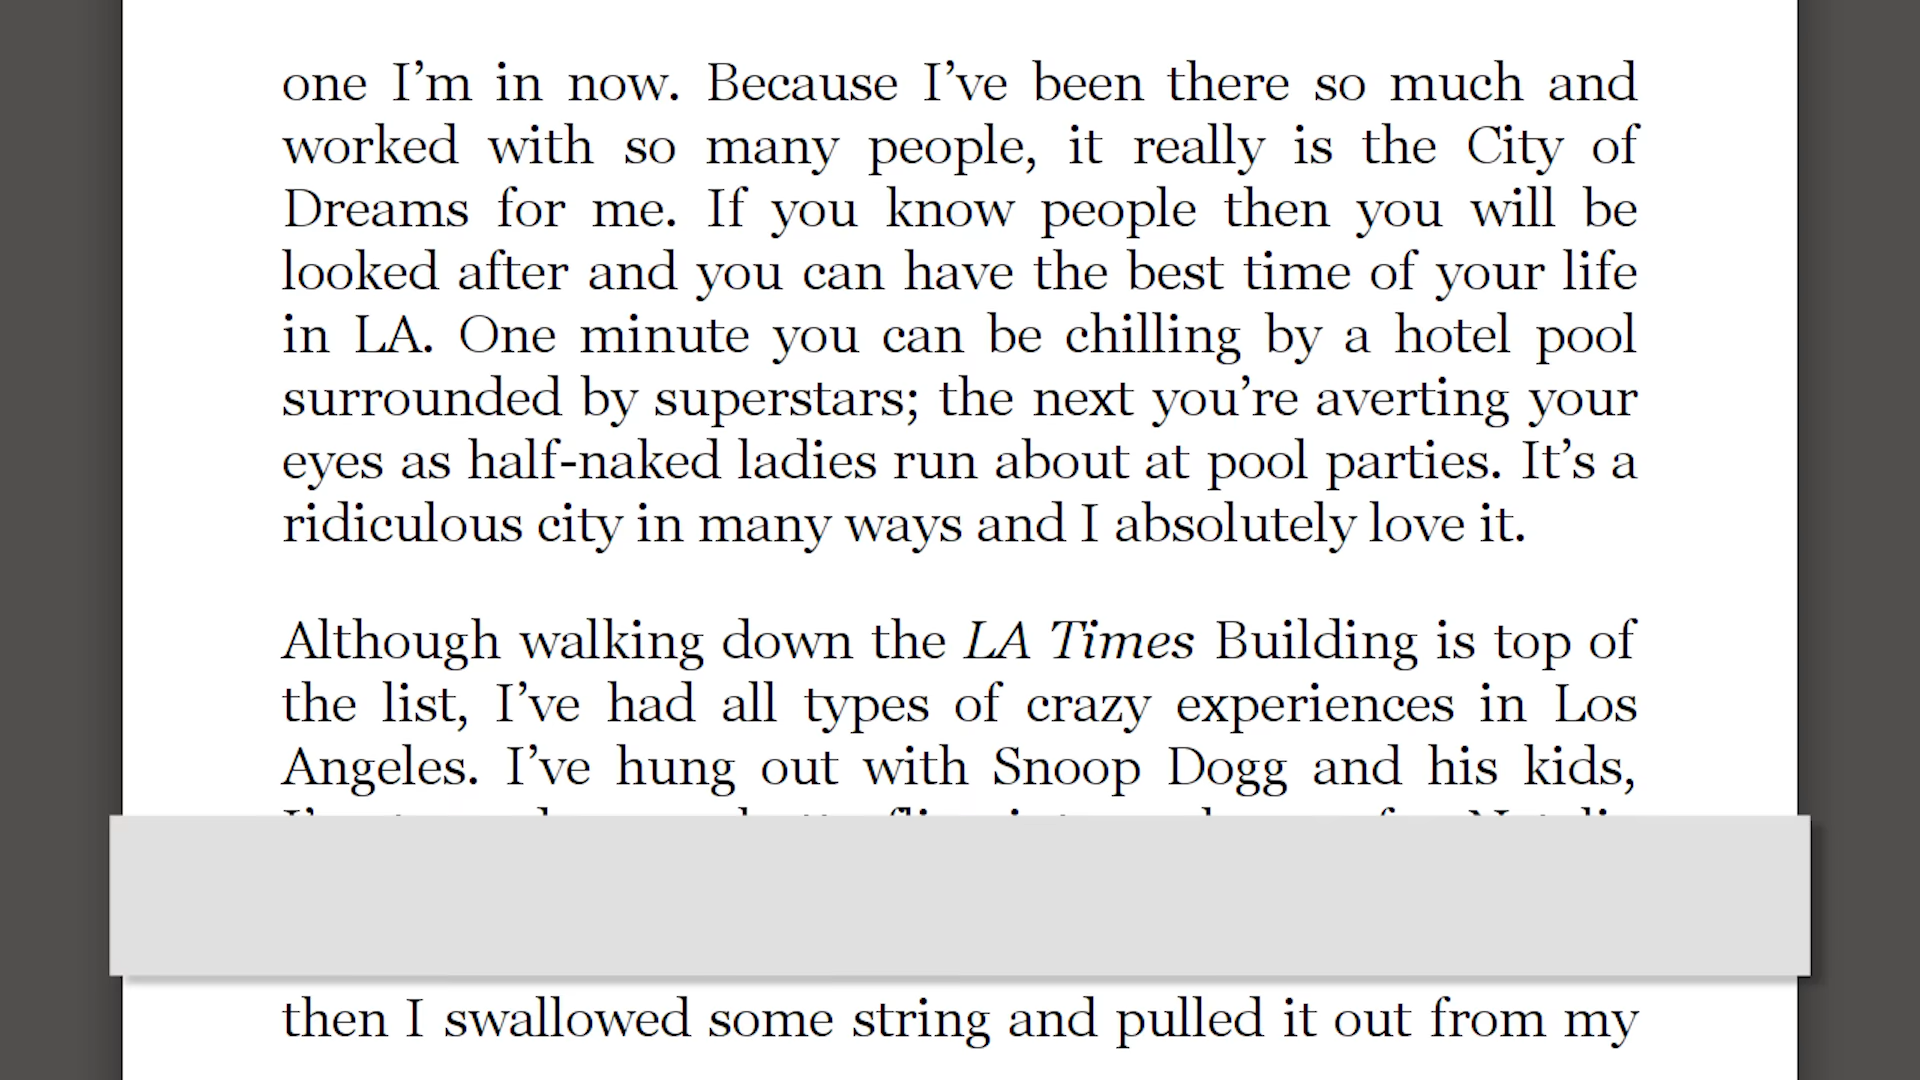 one I’m in now. Because I’ve been there so much and
worked with so many people, it really is the City of
Dreams for me. If you know people then you will be
looked after and you can have the best time of your life
in LA. One minute you can be chilling by a hotel pool
surrounded by superstars; the next you’re averting your
eyes as half-naked ladies run about at pool parties. It’s a
ridiculous city in many ways and I absolutely love it.
Although walking down the LA Times Building is top of
the list, I’ve had all types of crazy experiences in Los
Angeles. I’ve hung out with Snoop Dogg and his kids,
then I swallowed some string and pulled it out from my